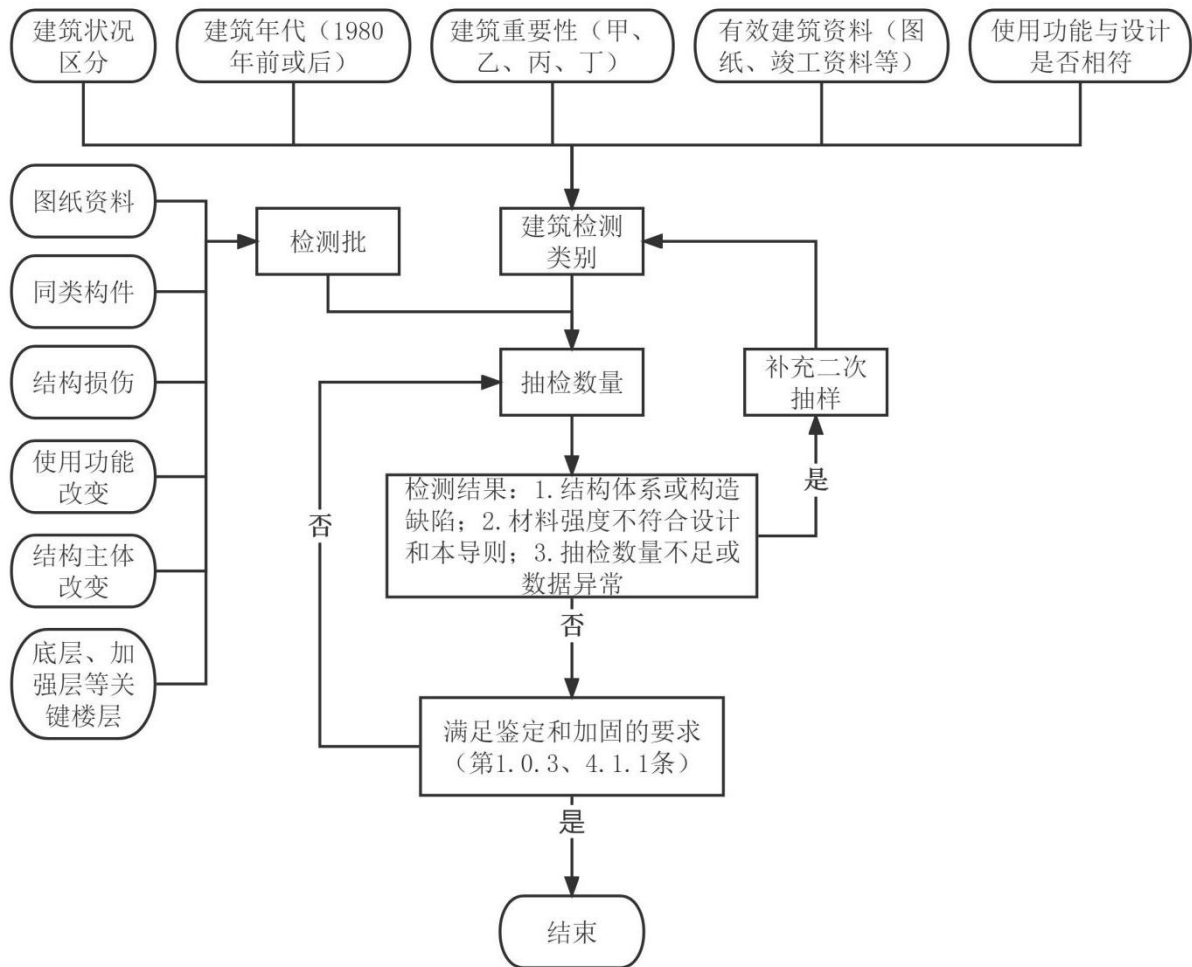 建筑状况
区分
建筑年代（1980
年前或后）
建筑重要性（甲、
乙、丙、丁）
有效建筑资料（图
纸、竣工资料等）
使用功能与设计
是否相符
图纸资料
同类构件
结构损伤
使用功能
改变
结构主体
改变
底层、加
强层等关
键楼层
检测批
建筑检测
类别
抽检数量
补充二次
抽样
是
检测结果：1.结构体系或构造
缺陷；2.材料强度不符合设计
和本导则；3.抽检数量不足或
数据异常
否
否
满足鉴定和加固的要求
（第1.0.3、4.1.1条）
是
结束